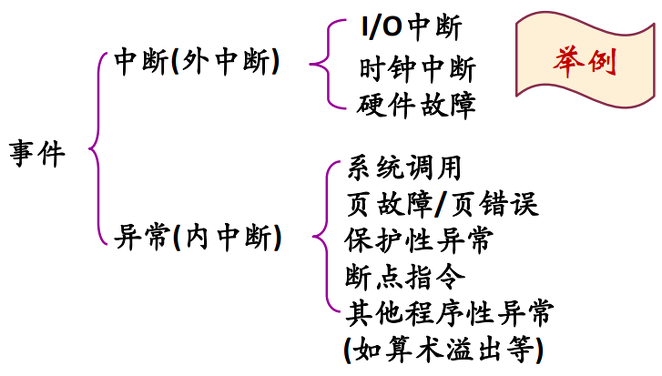 事件
中断(外中断)
I/O中断
时钟中断
硬件故障
举例
异常(内中断)
系统调用
页故障/页错误
保护性异常
断点指令
其他程序性异常
(如算术溢出等)